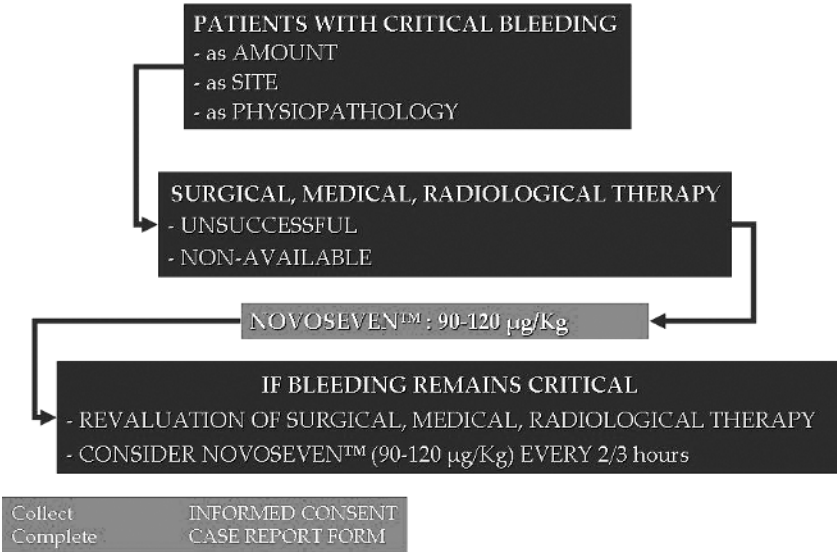 PATIENTS WITH CRITICAL BLEEDING
- as AMOUNT
- as SITE
- as PHYSIOPATHOLOGY
SURGICAL, MEDICAL, RADIOLOGICAL THERAPY
- UNSUCCESSFUL
- NON-AVAILABLE
NOVOSEVEN™ : 90-120 µg/Kg
IF BLEEDING REMAINS CRITICAL
- REVALUATION OF SURGICAL, MEDICAL, RADIOLOGICAL THERAPY
- CONSIDER NOVOSEVEN™ (90-120 µg/Kg) EVERY 2/3 hours
Collect INFORMED CONSENT
Complete CASE REPORT FORM